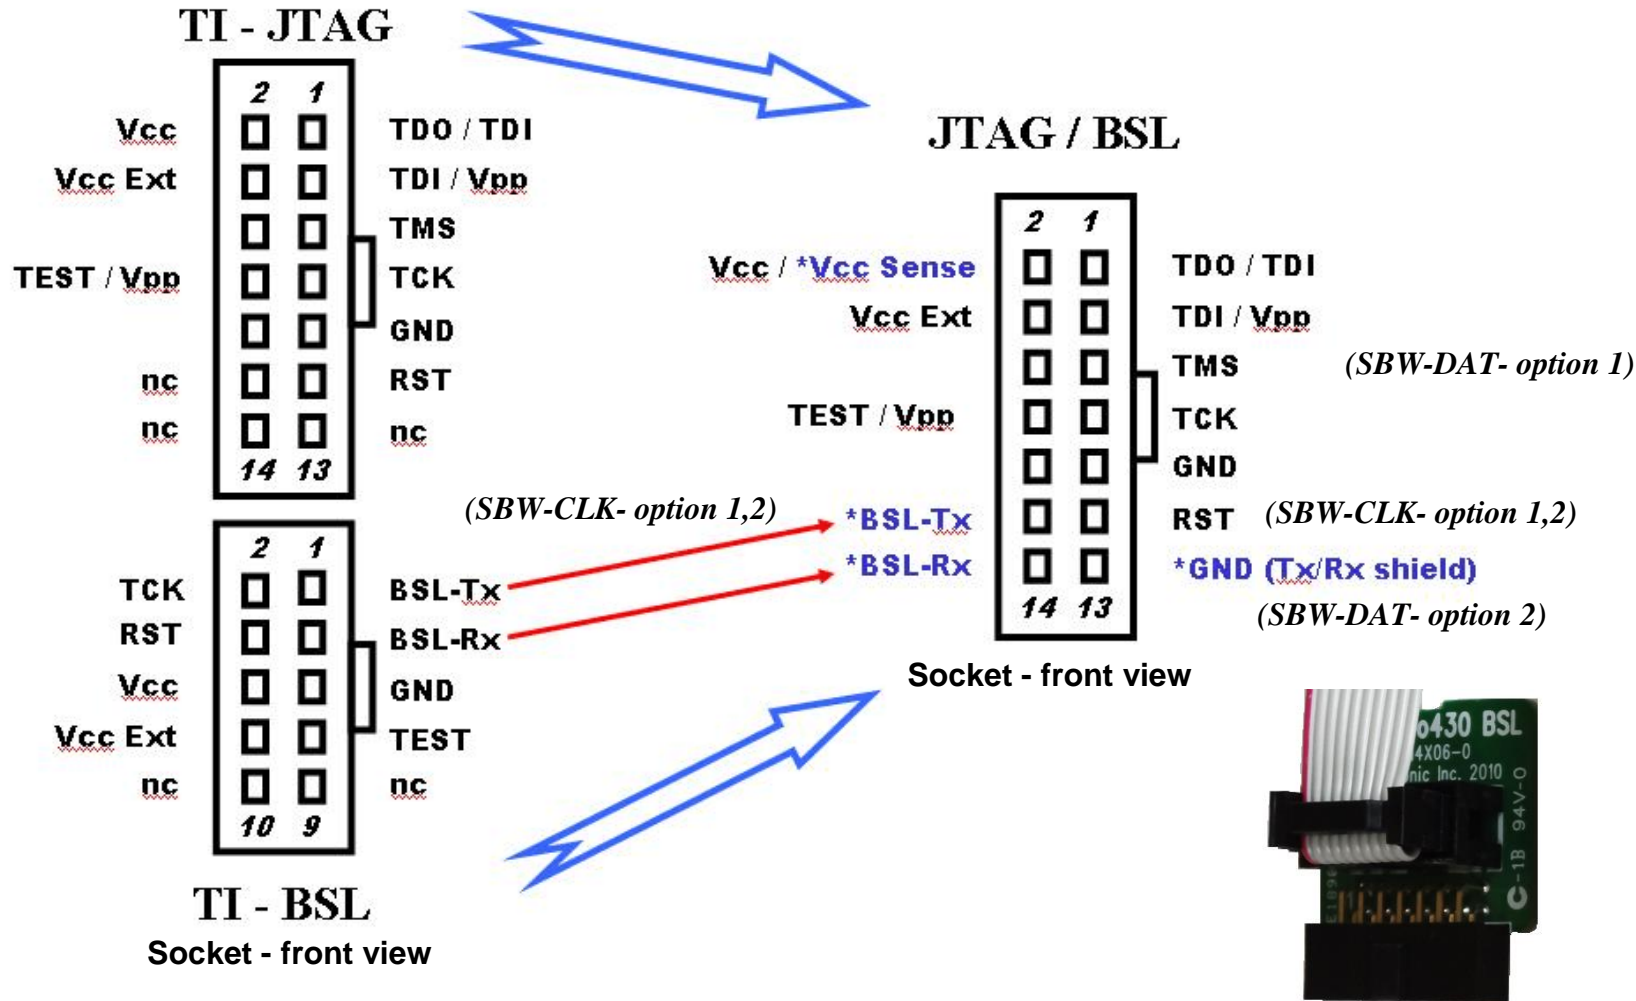 TI - JTAG
2 1
Vcc
TDO / TDI
Vcc Ext
TDI / Vpp
TMS
TEST / Vpp
TCK
GND
nc
RST
nc
nc
14 13
2 1
TCK
BSL-Tx
RST
BSL-Rx
Vcc
GND
Vcc Ext
TEST
nc
nc
10 9
TI - BSL
Socket - front view
JTAG / BSL
2 1
Vcc / *Vcc Sense
TDO / TDI
Vcc Ext
TDI / Vpp
TMS
(SBW-DAT- option 1)
TEST / Vpp
TCK
GND
(SBW-CLK- option 1,2)
*BSL-Tx
RST
(SBW-CLK- option 1,2)
*BSL-Rx
*GND (Tx/Rx shield)
14 13
(SBW-DAT- option 2)
Socket - front view
o430 BSL
4X06-0
nic Inc. 2010
C-1B 94V-0